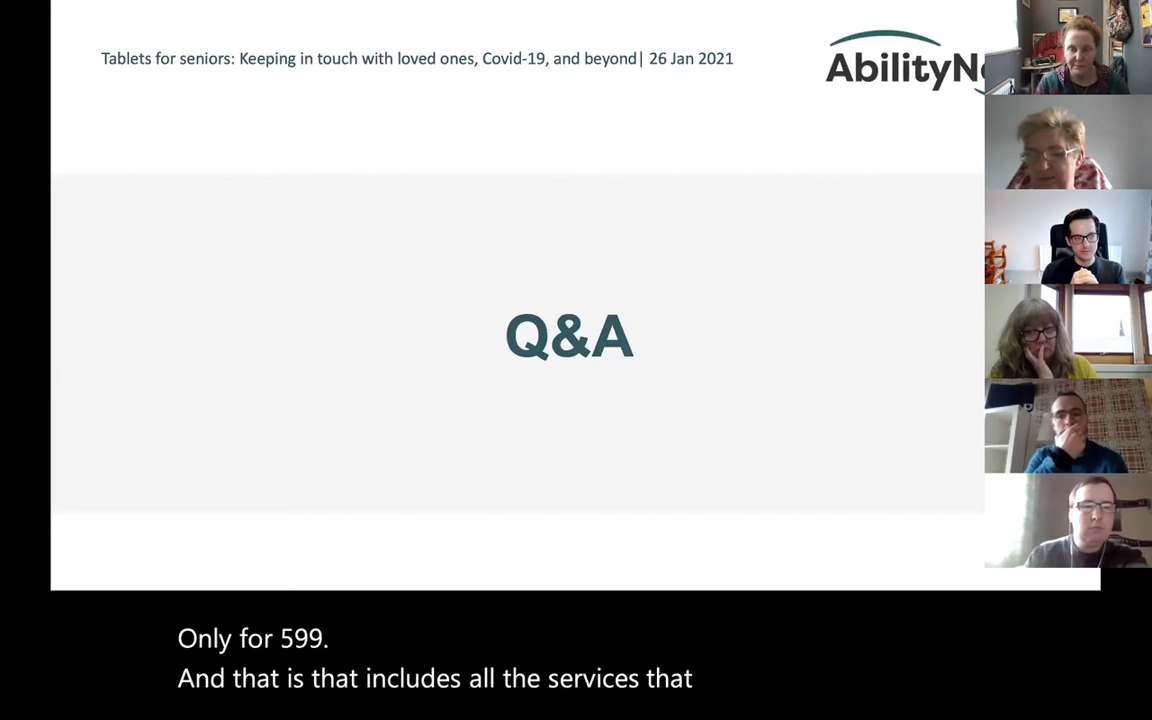 Tablets for seniors: Keeping in touch with loved ones, Covid-19, and beyond| 26 Jan 2021
AbilityN
Q&A
Only for 599.
And that is that includes all the services that